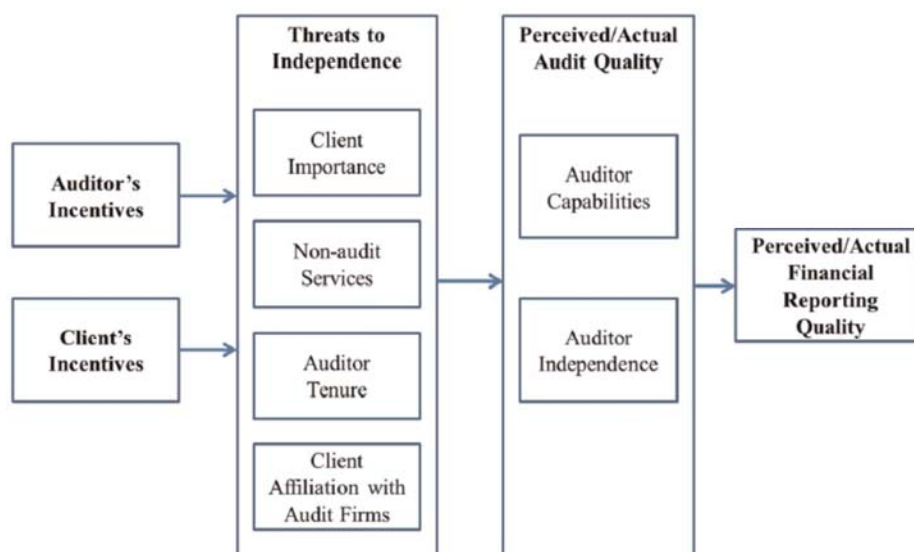 Auditor's
Incentives
Client's
Incentives
Threats to
Independence
Client
Importance
Non-audit
Services
Auditor
Tenure
Client
Affiliation with
Audit Firms
Perceived/Actual
Audit Quality
Auditor
Capabilities
Auditor
Independence
Perceived/Actual
Financial
Reporting
Quality